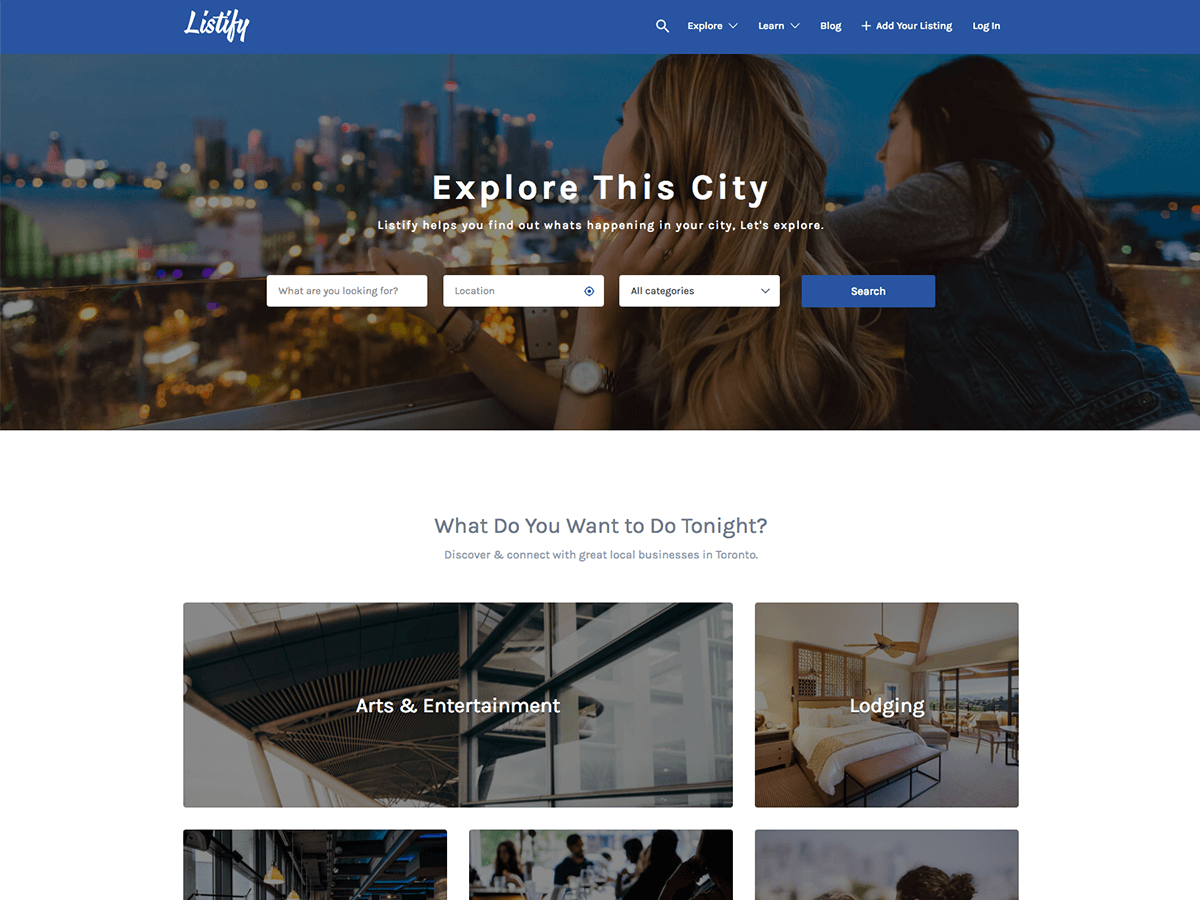 Listify
Explore
Learn
Blog
Add Your Listing
Log In
Explore This City
Listify helps you find out whats happening in your city, Let's explore.
What are you looking for?
Location
All categories
Search
What Do You Want to Do Tonight?
Discover & connect with great local businesses in Toronto.
Arts & Entertainment
Lodging